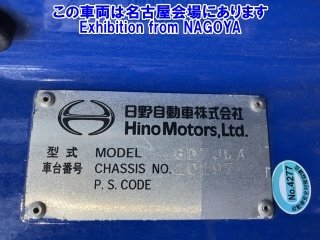 この車両は名古屋会場にあります
Exhibition from NAGOYA
日野自動車株式会社
HinoMotors,Ltd.
型式 MODEL
車台番号 CHASSIS NO.
P.S.CODE
No.4277